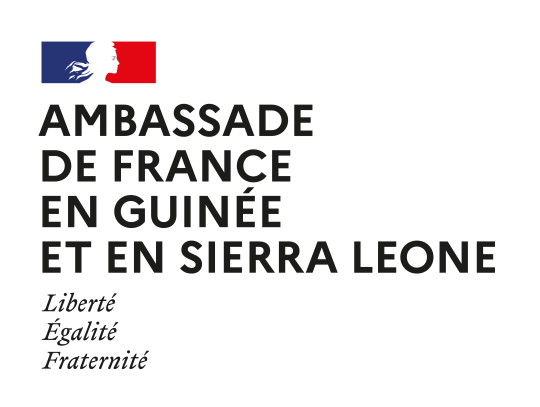 AMBASSADE
DE FRANCE
EN GUINÉE
ET EN SIERRA LEONE
Liberté
Égalité
Fraternité